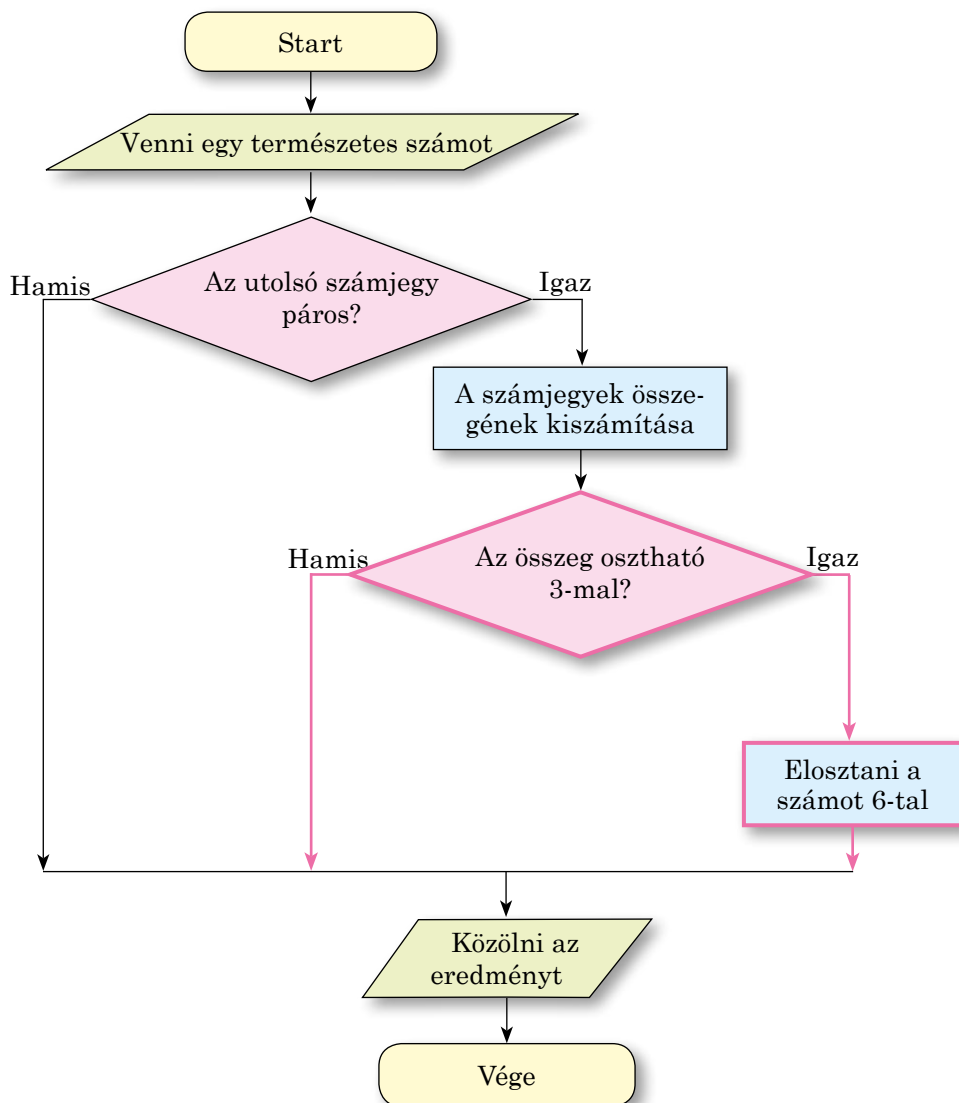 Start
Venni egy természetes számot
Hamis
Az utolsó számjegy
páros?
Igaz
A számjegyek össze-
gének kiszámítása
Hamis
Az összeg osztható
3-mal?
Igaz
Elosztani a
számot 6-tal
Közölni az
eredményt
Vége